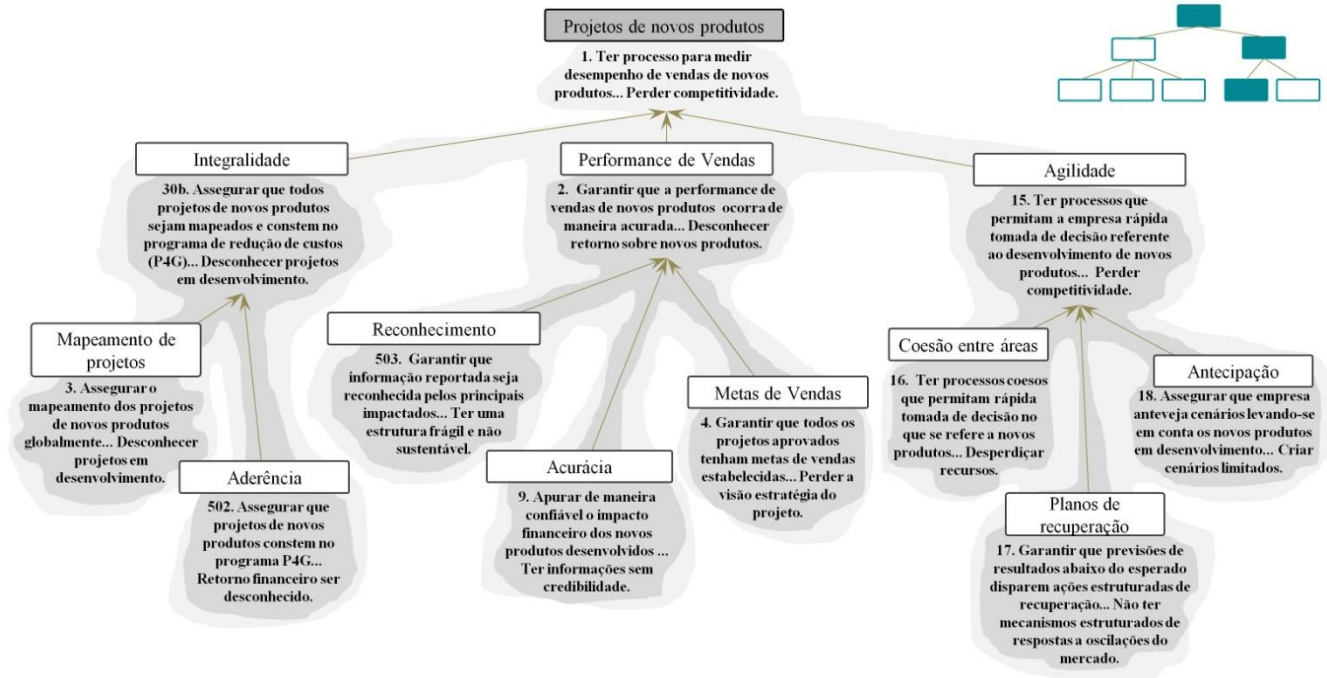 Projetos de novos produtos
1. Ter processo para medir
desempenho de vendas de novos
produtos... Perder competitividade.
Integralidade
30b. Assegurar que todos
projetos de novos produtos
sejam mapeados e constem no
programa de redução de custos
(P4G)... Desconhecer projetos
em desenvolvimento.
Performance de Vendas
2. Garantir que a performance de
vendas de novos produtos ocorra de
maneira acurada... Desconhecer
retorno sobre novos produtos.
Agilidade
15. Ter processos que
permitam a empresa rápida
tomada de decisão referente
ao desenvolvimento de novos
produtos... Perder
competitividade.
Mapeamento de
projetos
3. Assegurar o
mapeamento dos projetos
de novos produtos
globalmente... Desconhecer
projetos em
desenvolvimento.
Aderência
502. Assegurar que
projetos de novos
produtos constem no
programa P4G...
Retorno financeiro ser
desconhecido.
Reconhecimento
503. Garantir que
informação reportada seja
reconhecida pelos principais
impactados... Ter uma
estrutura frágil e não
sustentável.
Acurácia
9. Apurar de maneira
confiável o impacto
financeiro dos novos
produtos desenvolvidos ...
Ter informações sem
credibilidade.
Metas de Vendas
4. Garantir que todos os
projetos aprovados
tenham metas de vendas
estabelecidas... Perder a
visão estratégia do
projeto.
Coesão entre áreas
16. Ter processos coesos
que permitam rápida
tomada de decisão no
que se refere a novos
produtos... Desperdiçar
recursos.
Planos de
recuperação
17. Garantir que previsões de
resultados abaixo do esperado
disparem ações estruturadas de
recuperação... Não ter
mecanismos estruturados de
respostas a oscilações do
mercado.
Antecipação
18. Assegurar que empresa
anteveja cenários levando-se
em conta os novos produtos
em desenvolvimento... Criar
cenários limitados.